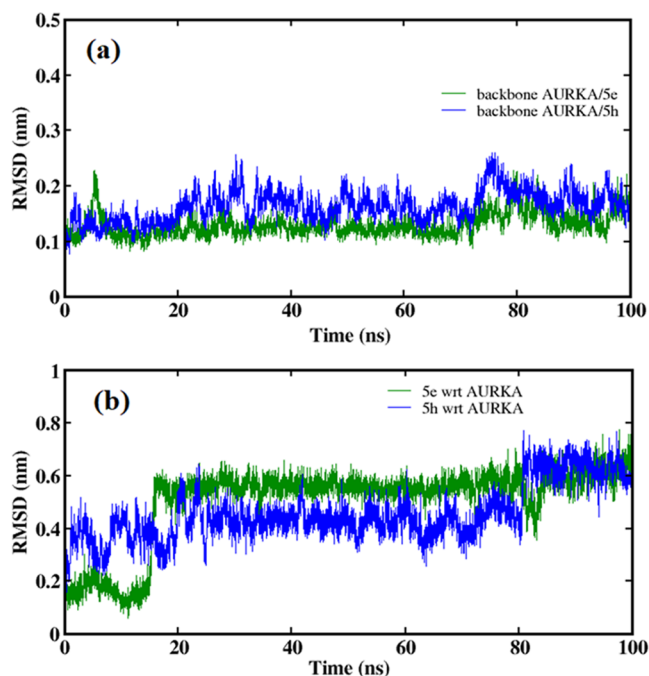 (a)
backbone AURKA/5e
backbone AURKA/5h
RMSD (nm)
0.5
0.4
0.3
0.2
0.1
0
0 20 40 60 80 100
Time (ns)
(b)
5e wrt AURKA
5h wrt AURKA
RMSD (nm)
1
0.8
0.6
0.4
0.2
0
0 20 40 60 80 100
Time (ns)